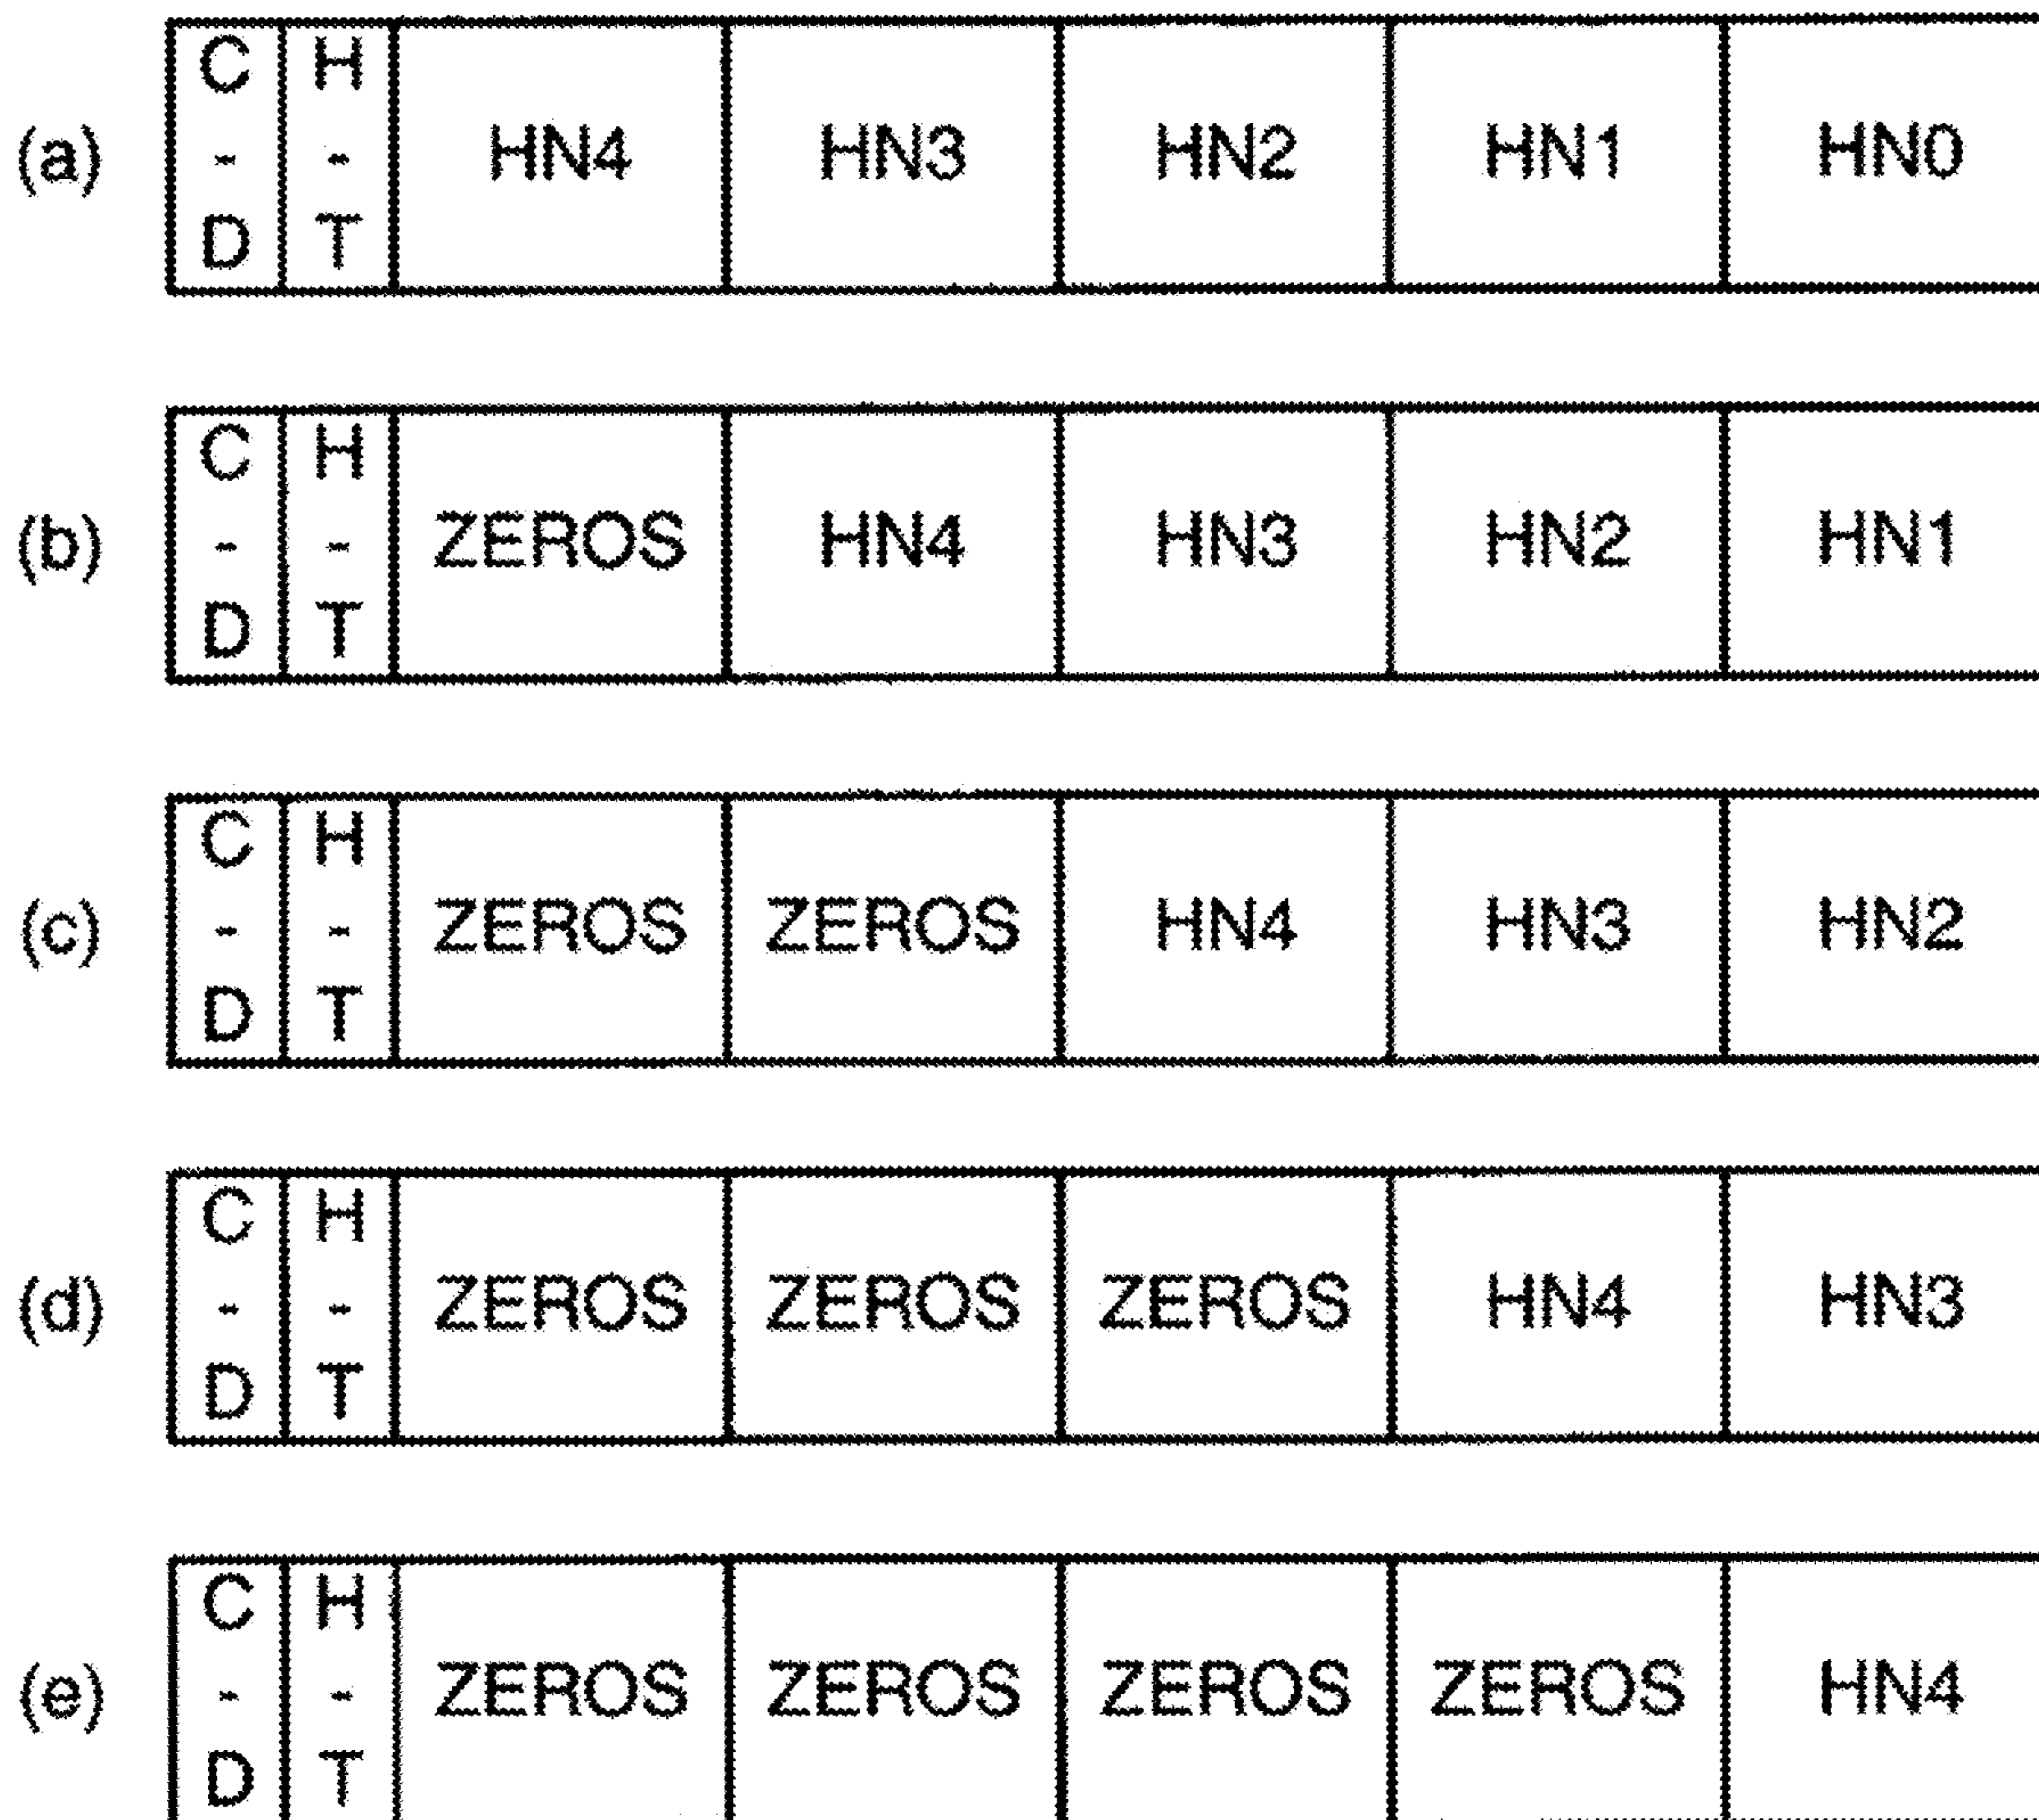 (a) C-D H-T HN4 HN3 HN2 HN1 HN0
(b) C-D H-T ZEROS HN4 HN3 HN2 HN1
(c) C-D H-T ZEROS ZEROS HN4 HN3 HN2
(d) C-D H-T ZEROS ZEROS ZEROS HN4 HN3
(e) C-D H-T ZEROS ZEROS ZEROS ZEROS HN4